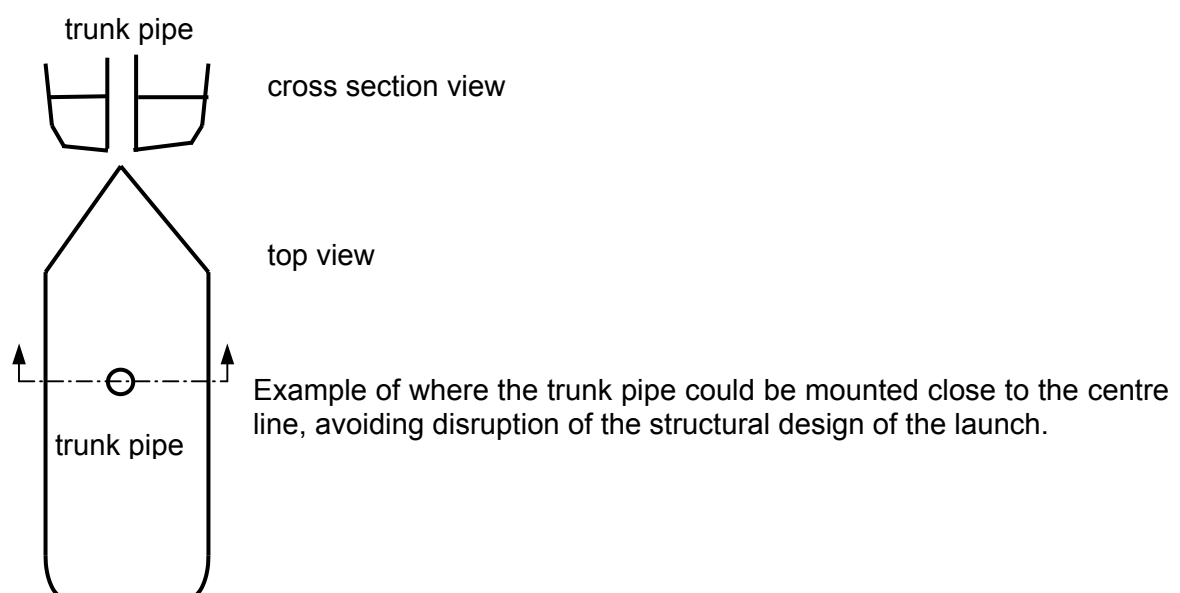 trunk pipe
cross section view
top view
Example of where the trunk pipe could be mounted close to the centre
line, avoiding disruption of the structural design of the launch.
trunk pipe